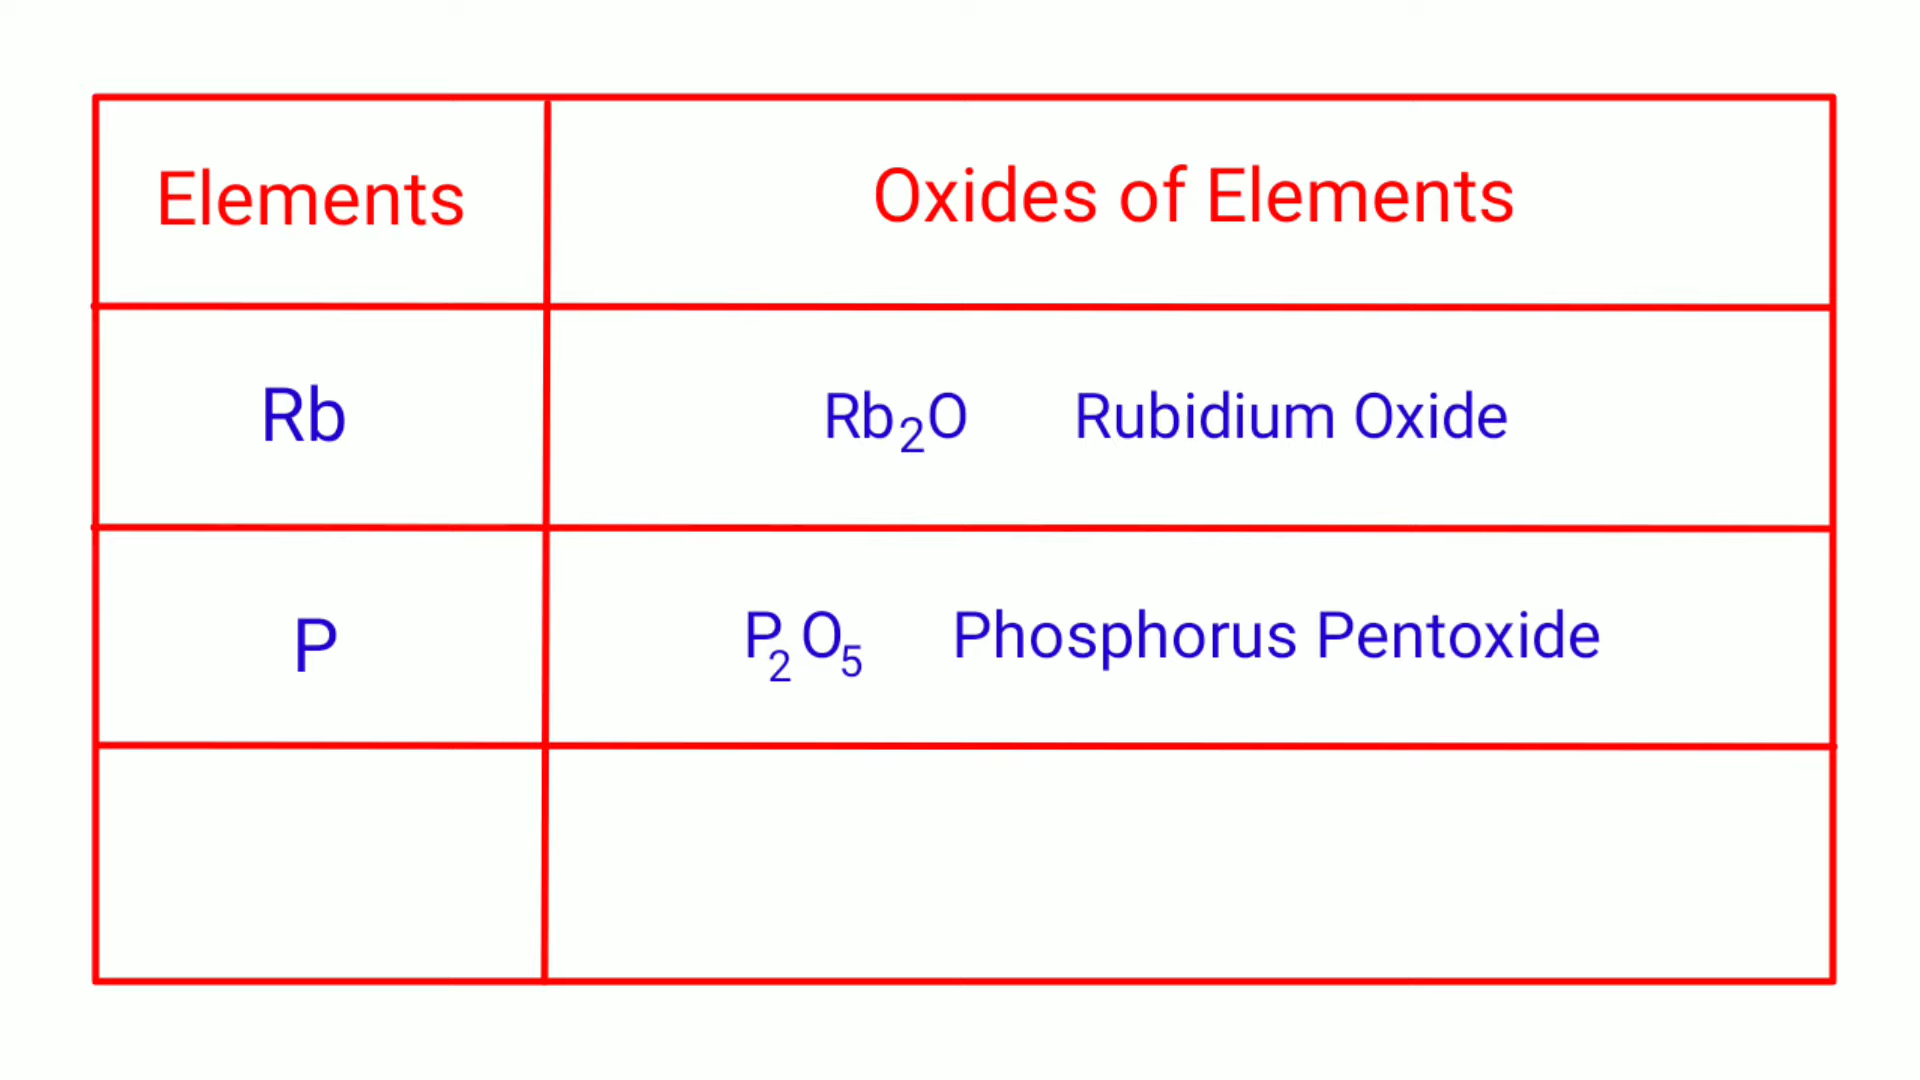 Elements Oxides of Elements
Rb Rb₂O Rubidium Oxide
P P₂O₅ Phosphorus Pentoxide